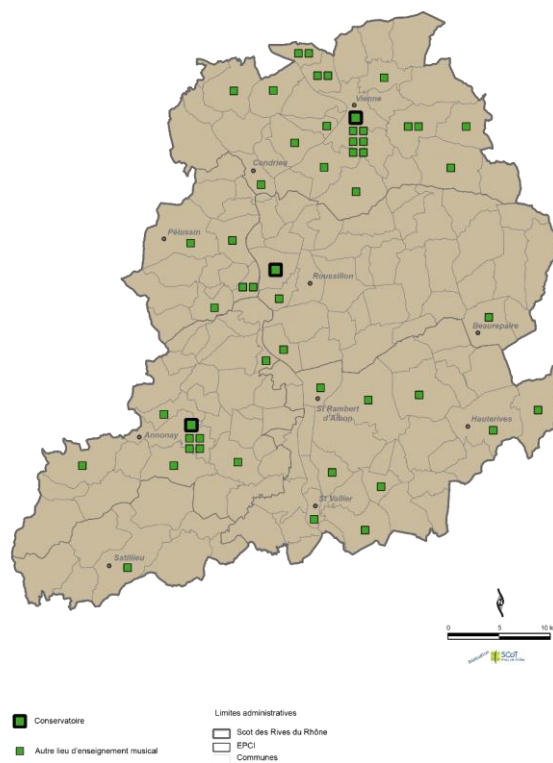 Vienne
Condrieu
Pélussin
Roussillon
Beaurepaire
St Rambert
d'Albon
Hauterives
Annonay
St Vallier
Satillieu
N
0 5 10 k
SCOT
Conservatoire
Autre lieu d'enseignement musical
Limites administratives
Scot des Rives du Rhône
EPCI
Communes